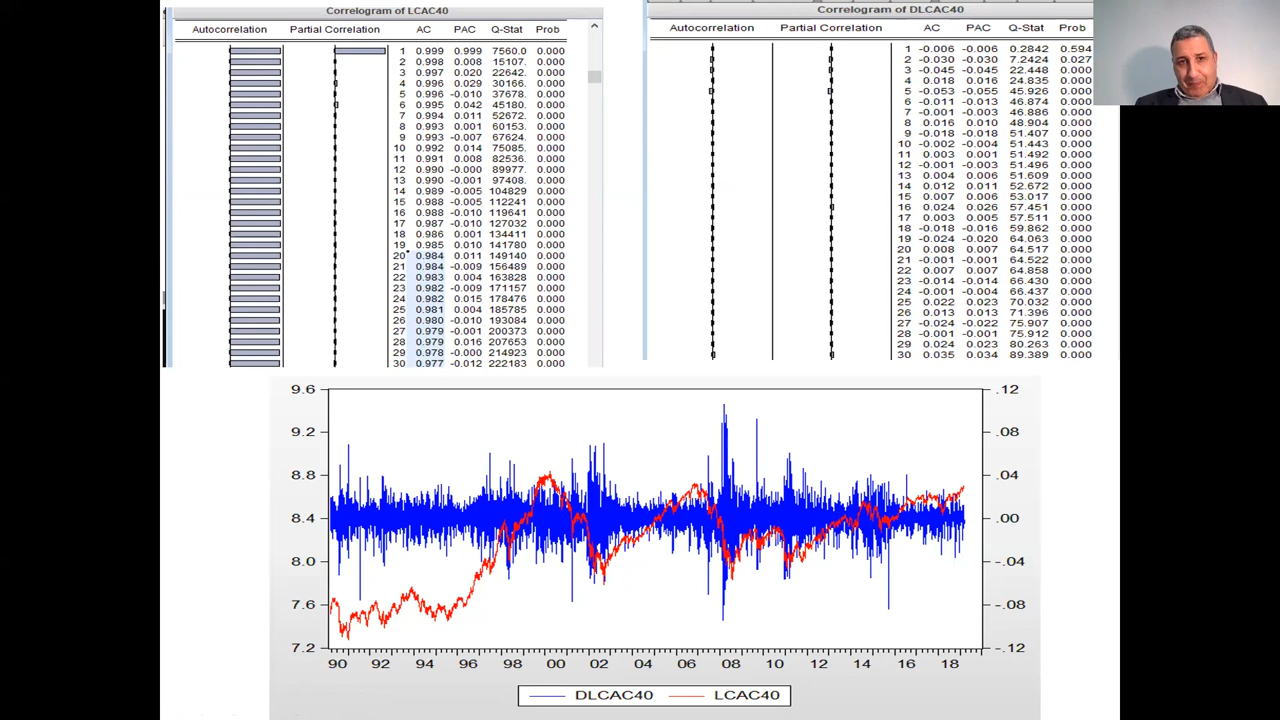 Correlogram of LCAC40
Autocorrelation Partial Correlation AC PAC Q-Stat Prob
1 0.999 0.999 7560.0 0.000
2 0.998 0.008 15107. 0.000
3 0.997 0.020 22642. 0.000
4 0.996 0.029 30166. 0.000
5 0.996 -0.010 37678. 0.000
6 0.995 0.042 45180. 0.000
7 0.994 0.011 52672. 0.000
8 0.993 0.001 60153. 0.000
9 0.993 -0.007 67624. 0.000
10 0.992 0.014 75085. 0.000
11 0.991 0.008 82536. 0.000
12 0.990 -0.000 89977. 0.000
13 0.990 -0.001 97408. 0.000
14 0.989 -0.005 104829 0.000
15 0.988 -0.005 112241 0.000
16 0.988 -0.010 119641 0.000
17 0.987 -0.010 127032 0.000
18 0.986 0.001 134411 0.000
19 0.985 0.010 141780 0.000
20 0.984 0.011 149140 0.000
21 0.984 -0.009 156489 0.000
22 0.983 0.004 163828 0.000
23 0.982 -0.009 171157 0.000
24 0.982 0.015 178476 0.000
25 0.981 0.004 185785 0.000
26 0.980 -0.010 193084 0.000
27 0.979 -0.001 200373 0.000
28 0.979 0.016 207653 0.000
29 0.978 -0.000 214923 0.000
30 0.977 -0.012 222183 0.000
Correlogram of DLCAC40
Autocorrelation Partial Correlation AC PAC Q-Stat Prob
1 -0.006 -0.006 0.2842 0.594
2 -0.030 -0.030 7.2424 0.027
3 -0.045 -0.045 22.448 0.000
4 0.018 0.016 24.835 0.000
5 -0.053 -0.055 45.926 0.000
6 -0.011 -0.013 46.874 0.000
7 -0.001 -0.003 46.886 0.000
8 0.016 0.010 48.904 0.000
9 -0.018 -0.018 51.407 0.000
10 -0.002 -0.004 51.443 0.000
11 0.003 0.001 51.492 0.000
12 -0.001 -0.003 51.496 0.000
13 0.004 0.006 51.609 0.000
14 0.012 0.011 52.672 0.000
15 0.007 0.006 53.017 0.000
16 0.024 0.026 57.451 0.000
17 0.003 0.005 57.511 0.000
18 -0.018 -0.016 59.862 0.000
19 -0.024 -0.020 64.063 0.000
20 0.008 0.007 64.517 0.000
21 -0.001 -0.001 64.522 0.000
22 0.007 0.007 64.858 0.000
23 -0.014 -0.014 66.430 0.000
24 -0.001 -0.004 66.437 0.000
25 0.022 0.023 70.032 0.000
26 0.013 0.013 71.396 0.000
27 -0.024 -0.022 75.907 0.000
28 -0.001 -0.001 75.912 0.000
29 0.024 0.023 80.263 0.000
30 0.035 0.034 89.389 0.000
9.6 .12
9.2 .08
8.8 .04
8.4 .00
8.0 -.04
7.6 -.08
7.2 -.12
90 92 94 96 98 00 02 04 06 08 10 12 14 16 18
DLCAC40 LCAC40